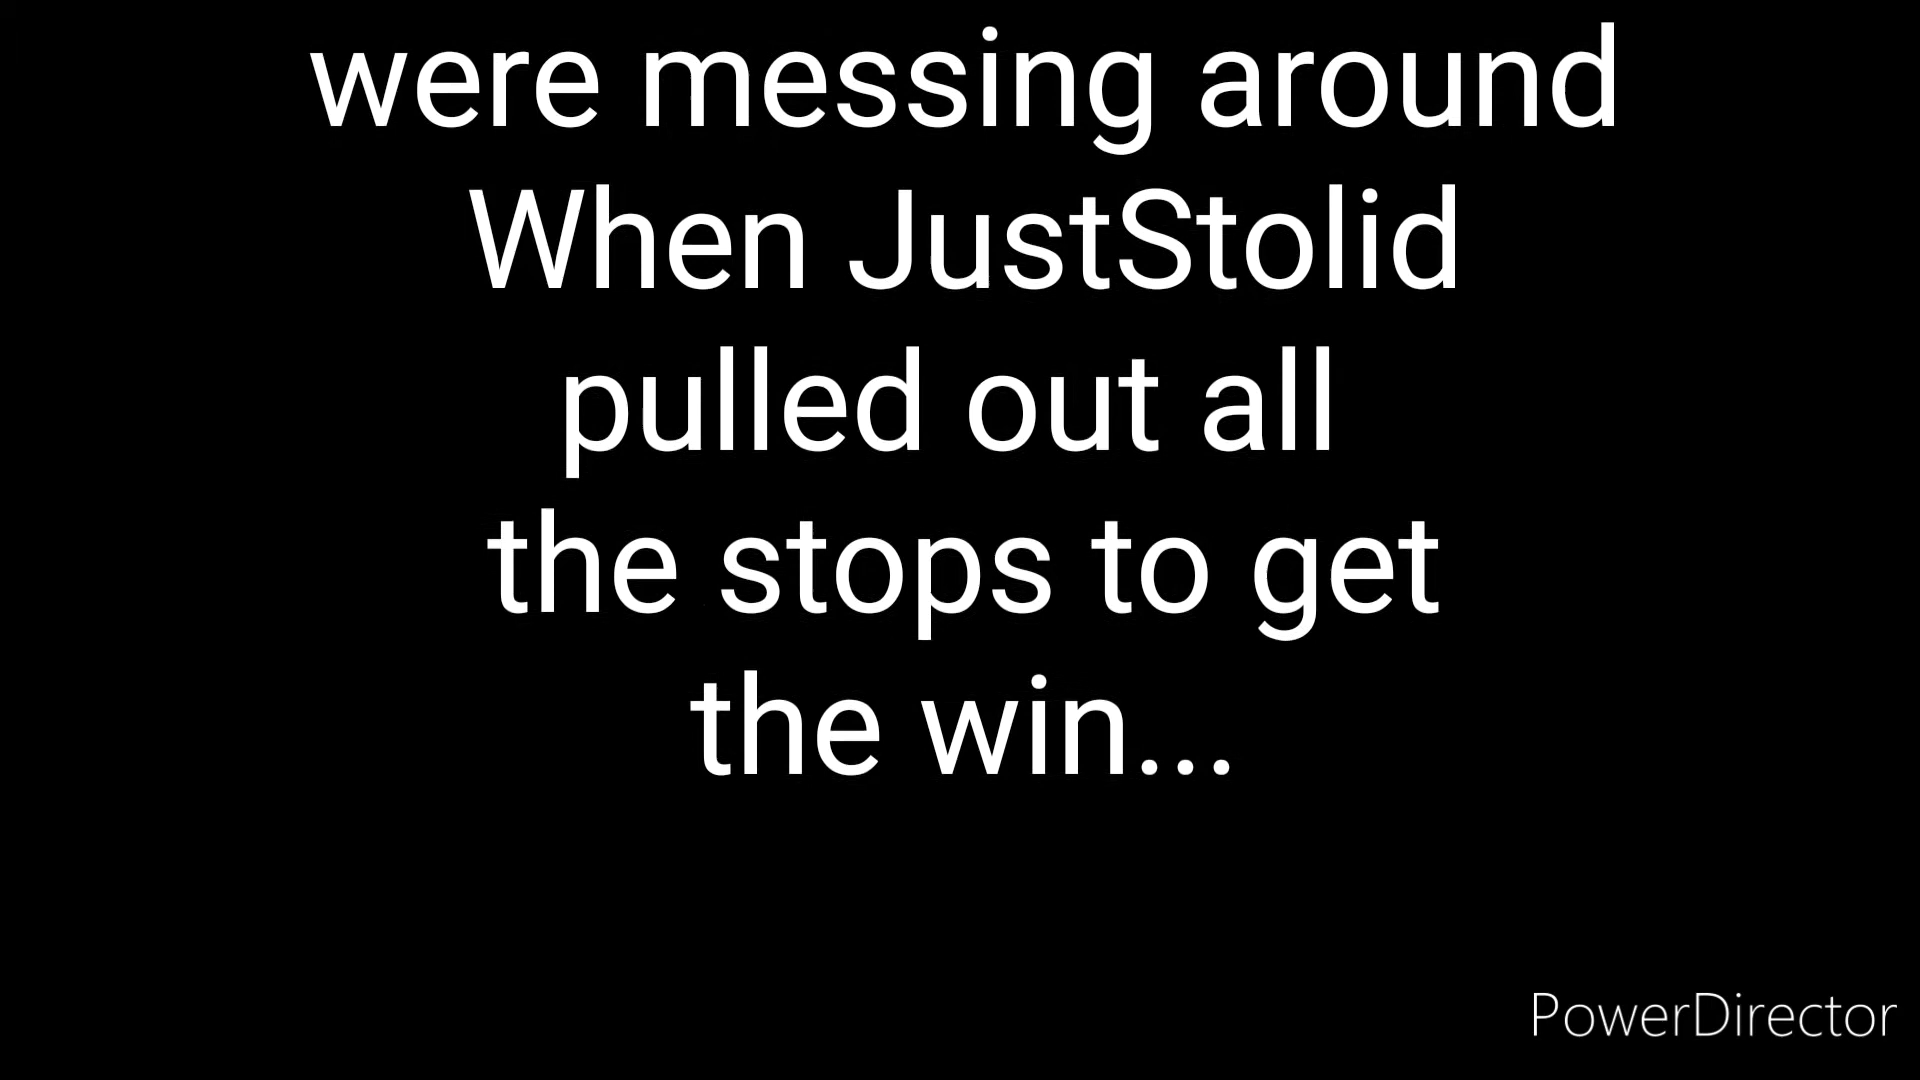 were messing around
When JustStolid
pulled out all
the stops to get
the win...
PowerDirector